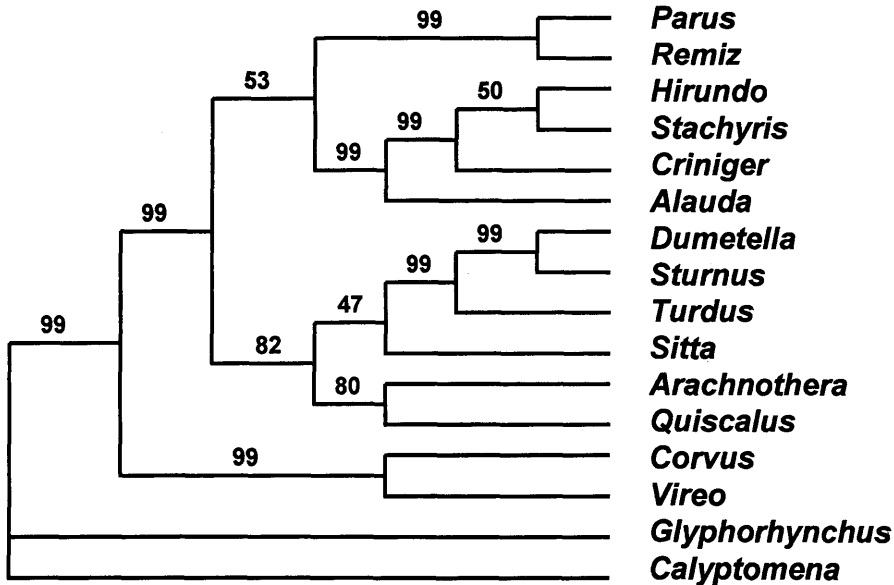 99
Parus
Remiz
53
50
Hirundo
99
Stachyris
99
Criniger
Alauda
99
99
Dumetella
99
Sturnus
47
Turdus
99
82
Sitta
80
Arachnothera
Quiscalus
99
Corvus
Vireo
Glyphorhynchus
Calyptomena